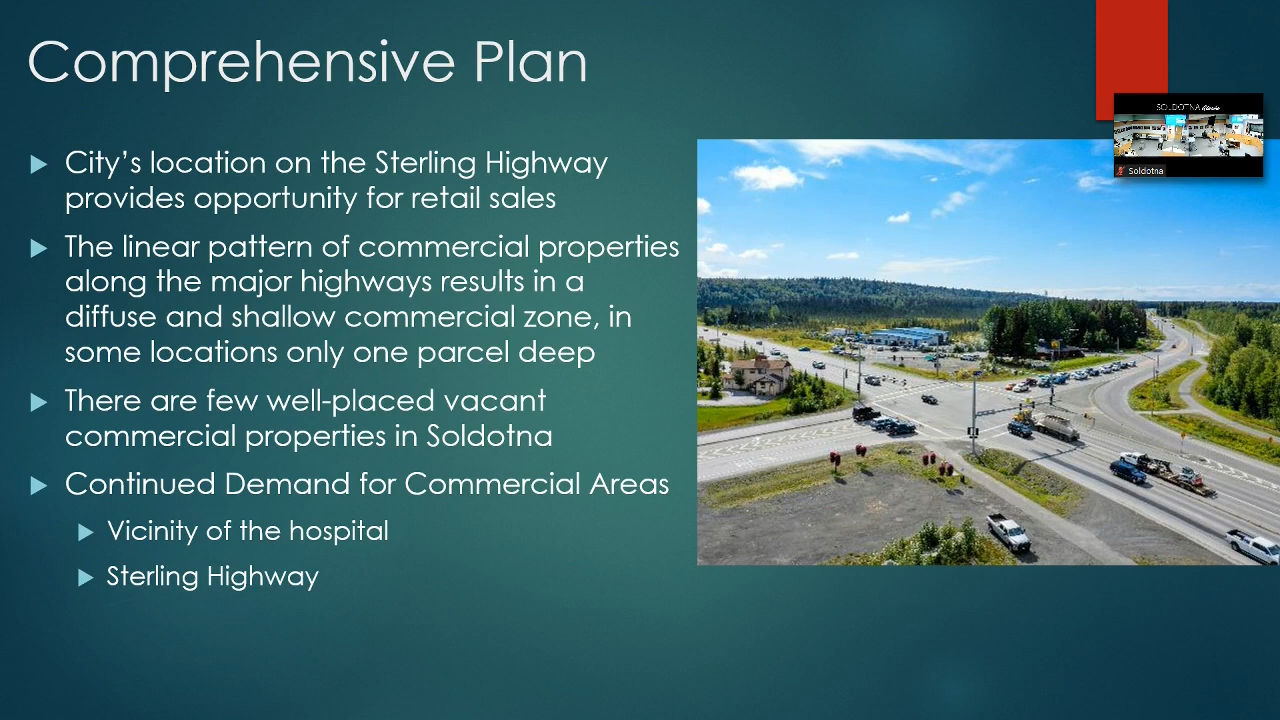 Comprehensive Plan
SOLDOTNA Alaska
Soldotna
City’s location on the Sterling Highway
provides opportunity for retail sales
The linear pattern of commercial properties
along the major highways results in a
diffuse and shallow commercial zone, in
some locations only one parcel deep
There are few well-placed vacant
commercial properties in Soldotna
Continued Demand for Commercial Areas
Vicinity of the hospital
Sterling Highway